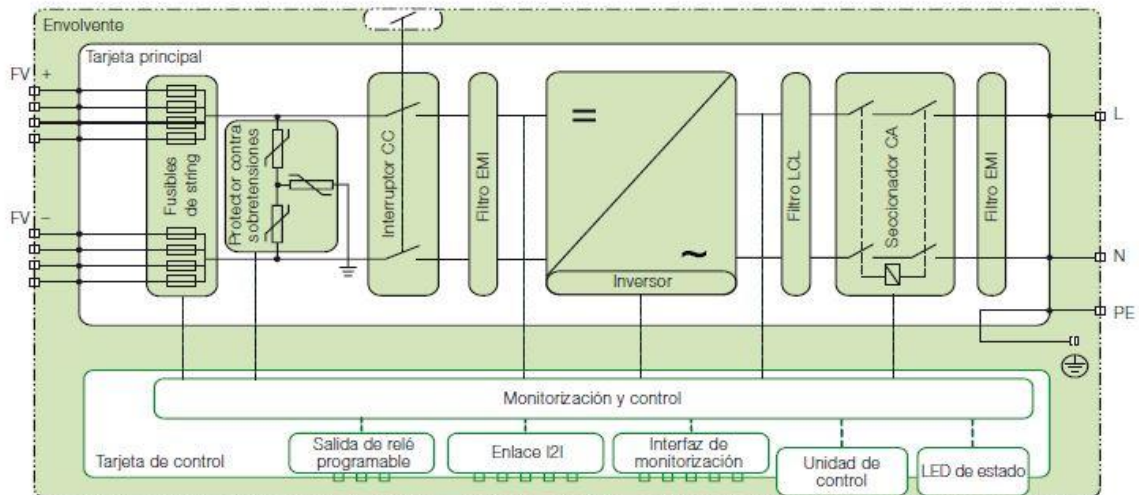 Envolvente
Tarjeta principal
FV +
FV −
Fusibles
de string
Protector contra
sobretensiones
Interruptor CC
Filtro EMI
=
~
Inversor
Filtro LCL
Seccionador CA
Filtro EMI
L
N
PE
Monitorización y control
Tarjeta de control
Salida de relé
programable
Enlace I2I
Interfaz de
monitorización
Unidad de
control
LED de estado